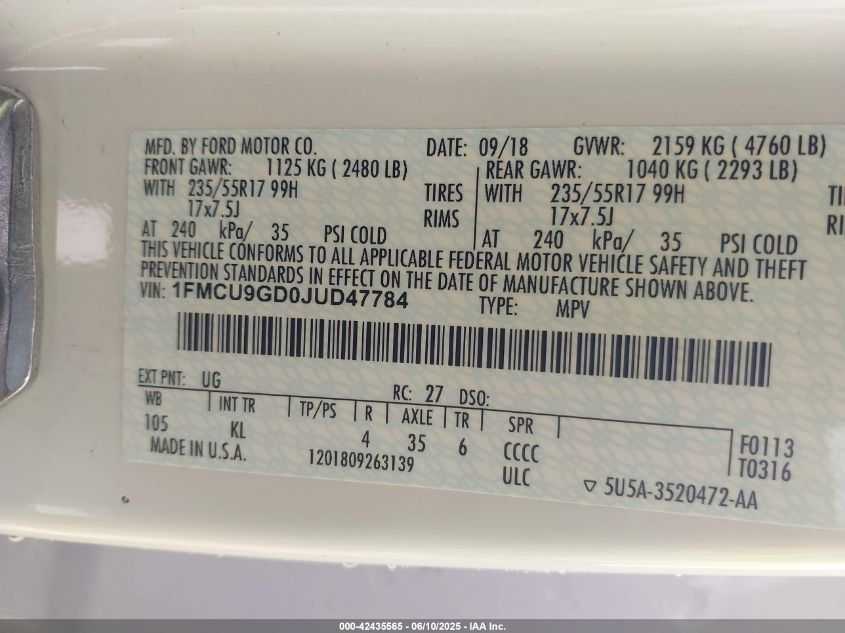 MFD. BY FORD MOTOR CO. DATE: 09/18 GVWR: 2159 KG ( 4760 LB)
FRONT GAWR: 1125 KG ( 2480 LB) REAR GAWR: 1040 KG ( 2293 LB)
WITH 235/55R17 99H TIRES WITH 235/55R17 99H
17x7.5J RIMS 17x7.5J
AT 240 kPa/ 35 PSI COLD AT 240 kPa/ 35 PSI COLD
THIS VEHICLE CONFORMS TO ALL APPLICABLE FEDERAL MOTOR VEHICLE SAFETY AND THEFT
PREVENTION STANDARDS IN EFFECT ON THE DATE OF MANUFACTURE SHOWN ABOVE.
VIN: 1FMCU9GD0JUD47784 TYPE: MPV
EXT PNT: UG RC: 27 DSO:
WB INT TR TP/PS R AXLE TR SPR
105 KL 4 35 6 CCCC F0113
MADE IN U.S.A. 1201809263139 ULC T0316
▽ 5U5A-3520472-AA
000-42435565 - 06/10/2025 - IAA Inc.